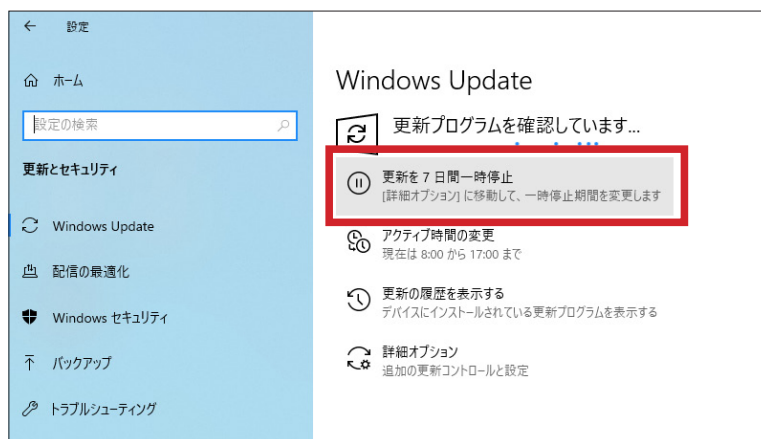 設定
ホーム
設定の検索
更新とセキュリティ
Windows Update
配信の最適化
Windows セキュリティ
バックアップ
トラブルシューティング
Windows Update
更新プログラムを確認しています...
更新を 7 日間一時停止
[詳細オプション] に移動して、一時停止期間を変更します
アクティブ時間の変更
現在は 8:00 から 17:00 まで
更新の履歴を表示する
デバイスにインストールされている更新プログラムを表示する
詳細オプション
追加の更新コントロールと設定